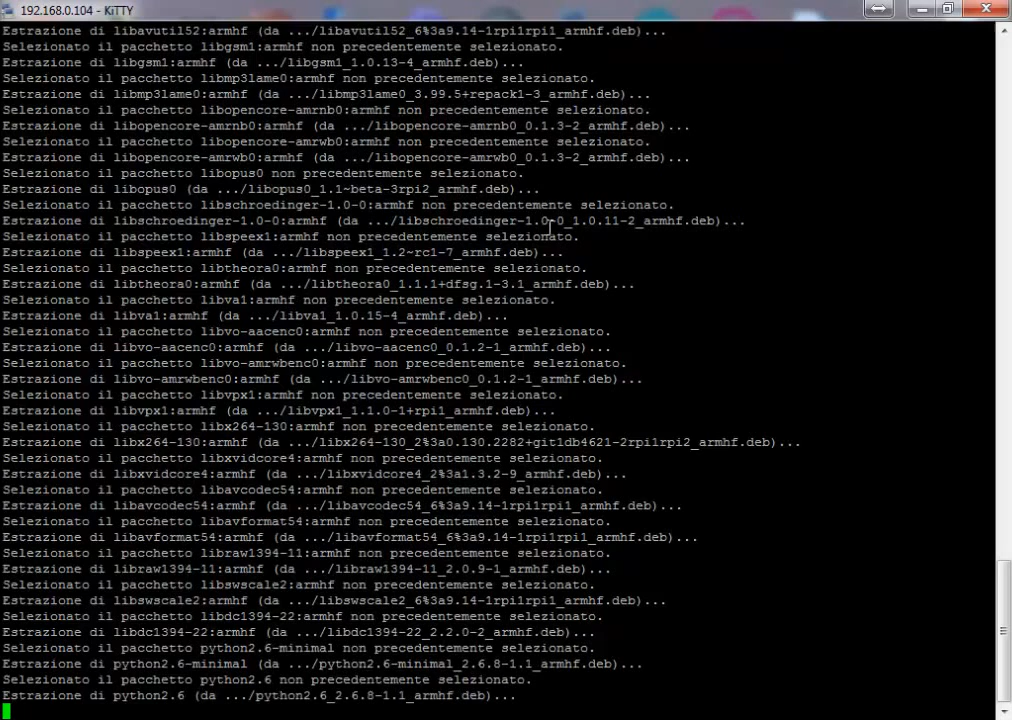 192.168.0.104 - KiTTY
Estrazione di libavutil52:armhf (da .../libavutil52_6%3a9.14-1rpi1rpi1_armhf.deb)...
Selezionato il pacchetto libgsm1:armhf non precedentemente selezionato.
Estrazione di libgsm1:armhf (da .../libgsm1_1.0.13-4_armhf.deb)...
Selezionato il pacchetto libmp3lame0:armhf non precedentemente selezionato.
Estrazione di libmp3lame0:armhf (da .../libmp3lame0_3.99.5+repack1-3_armhf.deb)...
Selezionato il pacchetto libopencore-amrnb0:armhf non precedentemente selezionato.
Estrazione di libopencore-amrnb0:armhf (da .../libopencore-amrnb0_0.1.3-2_armhf.deb)...
Selezionato il pacchetto libopencore-amrwb0:armhf non precedentemente selezionato.
Estrazione di libopencore-amrwb0:armhf (da .../libopencore-amrwb0_0.1.3-2_armhf.deb)...
Selezionato il pacchetto libopus0 non precedentemente selezionato.
Estrazione di libopus0 (da .../libopus0_1.1~beta-3rpi2_armhf.deb)...
Selezionato il pacchetto libschroedinger-1.0-0:armhf non precedentemente selezionato.
Estrazione di libschroedinger-1.0-0:armhf (da .../libschroedinger-1.0-0_1.0.11-2_armhf.deb)...
Selezionato il pacchetto libspeex1:armhf non precedentemente selezionato.
Estrazione di libspeex1:armhf (da .../libspeex1_1.2~rc1-7_armhf.deb)...
Selezionato il pacchetto libtheora0:armhf non precedentemente selezionato.
Estrazione di libtheora0:armhf (da .../libtheora0_1.1.1+dfsg.1-3.1_armhf.deb)...
Selezionato il pacchetto libva1:armhf non precedentemente selezionato.
Estrazione di libva1:armhf (da .../libva1_1.0.15-4_armhf.deb)...
Selezionato il pacchetto libvo-aacenc0:armhf non precedentemente selezionato.
Estrazione di libvo-aacenc0:armhf (da .../libvo-aacenc0_0.1.2-1_armhf.deb)...
Selezionato il pacchetto libvo-amrwbenc0:armhf non precedentemente selezionato.
Estrazione di libvo-amrwbenc0:armhf (da .../libvo-amrwbenc0_0.1.2-1_armhf.deb)...
Selezionato il pacchetto libvpx1:armhf non precedentemente selezionato.
Estrazione di libvpx1:armhf (da .../libvpx1_1.1.0-1+rpi1_armhf.deb)...
Selezionato il pacchetto libx264-130:armhf non precedentemente selezionato.
Estrazione di libx264-130:armhf (da .../libx264-130_2%3a0.130.2282+git1db4621-2rpi1rpi2_armhf.deb)...
Selezionato il pacchetto libxvidcore4:armhf non precedentemente selezionato.
Estrazione di libxvidcore4:armhf (da .../libxvidcore4_2%3a1.3.2-9_armhf.deb)...
Selezionato il pacchetto libavcodec54:armhf non precedentemente selezionato.
Estrazione di libavcodec54:armhf (da .../libavcodec54_6%3a9.14-1rpi1rpi1_armhf.deb)...
Selezionato il pacchetto libavformat54:armhf non precedentemente selezionato.
Estrazione di libavformat54:armhf (da .../libavformat54_6%3a9.14-1rpi1rpi1_armhf.deb)...
Selezionato il pacchetto libraw1394-11:armhf non precedentemente selezionato.
Estrazione di libraw1394-11:armhf (da .../libraw1394-11_2.0.9-1_armhf.deb)...
Selezionato il pacchetto libswscale2:armhf non precedentemente selezionato.
Estrazione di libswscale2:armhf (da .../libswscale2_6%3a9.14-1rpi1rpi1_armhf.deb)...
Selezionato il pacchetto libdc1394-22:armhf non precedentemente selezionato.
Estrazione di libdc1394-22:armhf (da .../libdc1394-22_2.2.0-2_armhf.deb)...
Selezionato il pacchetto python2.6-minimal non precedentemente selezionato.
Estrazione di python2.6-minimal (da .../python2.6-minimal_2.6.8-1.1_armhf.deb)...
Selezionato il pacchetto python2.6 non precedentemente selezionato.
Estrazione di python2.6 (da .../python2.6_2.6.8-1.1_armhf.deb)...